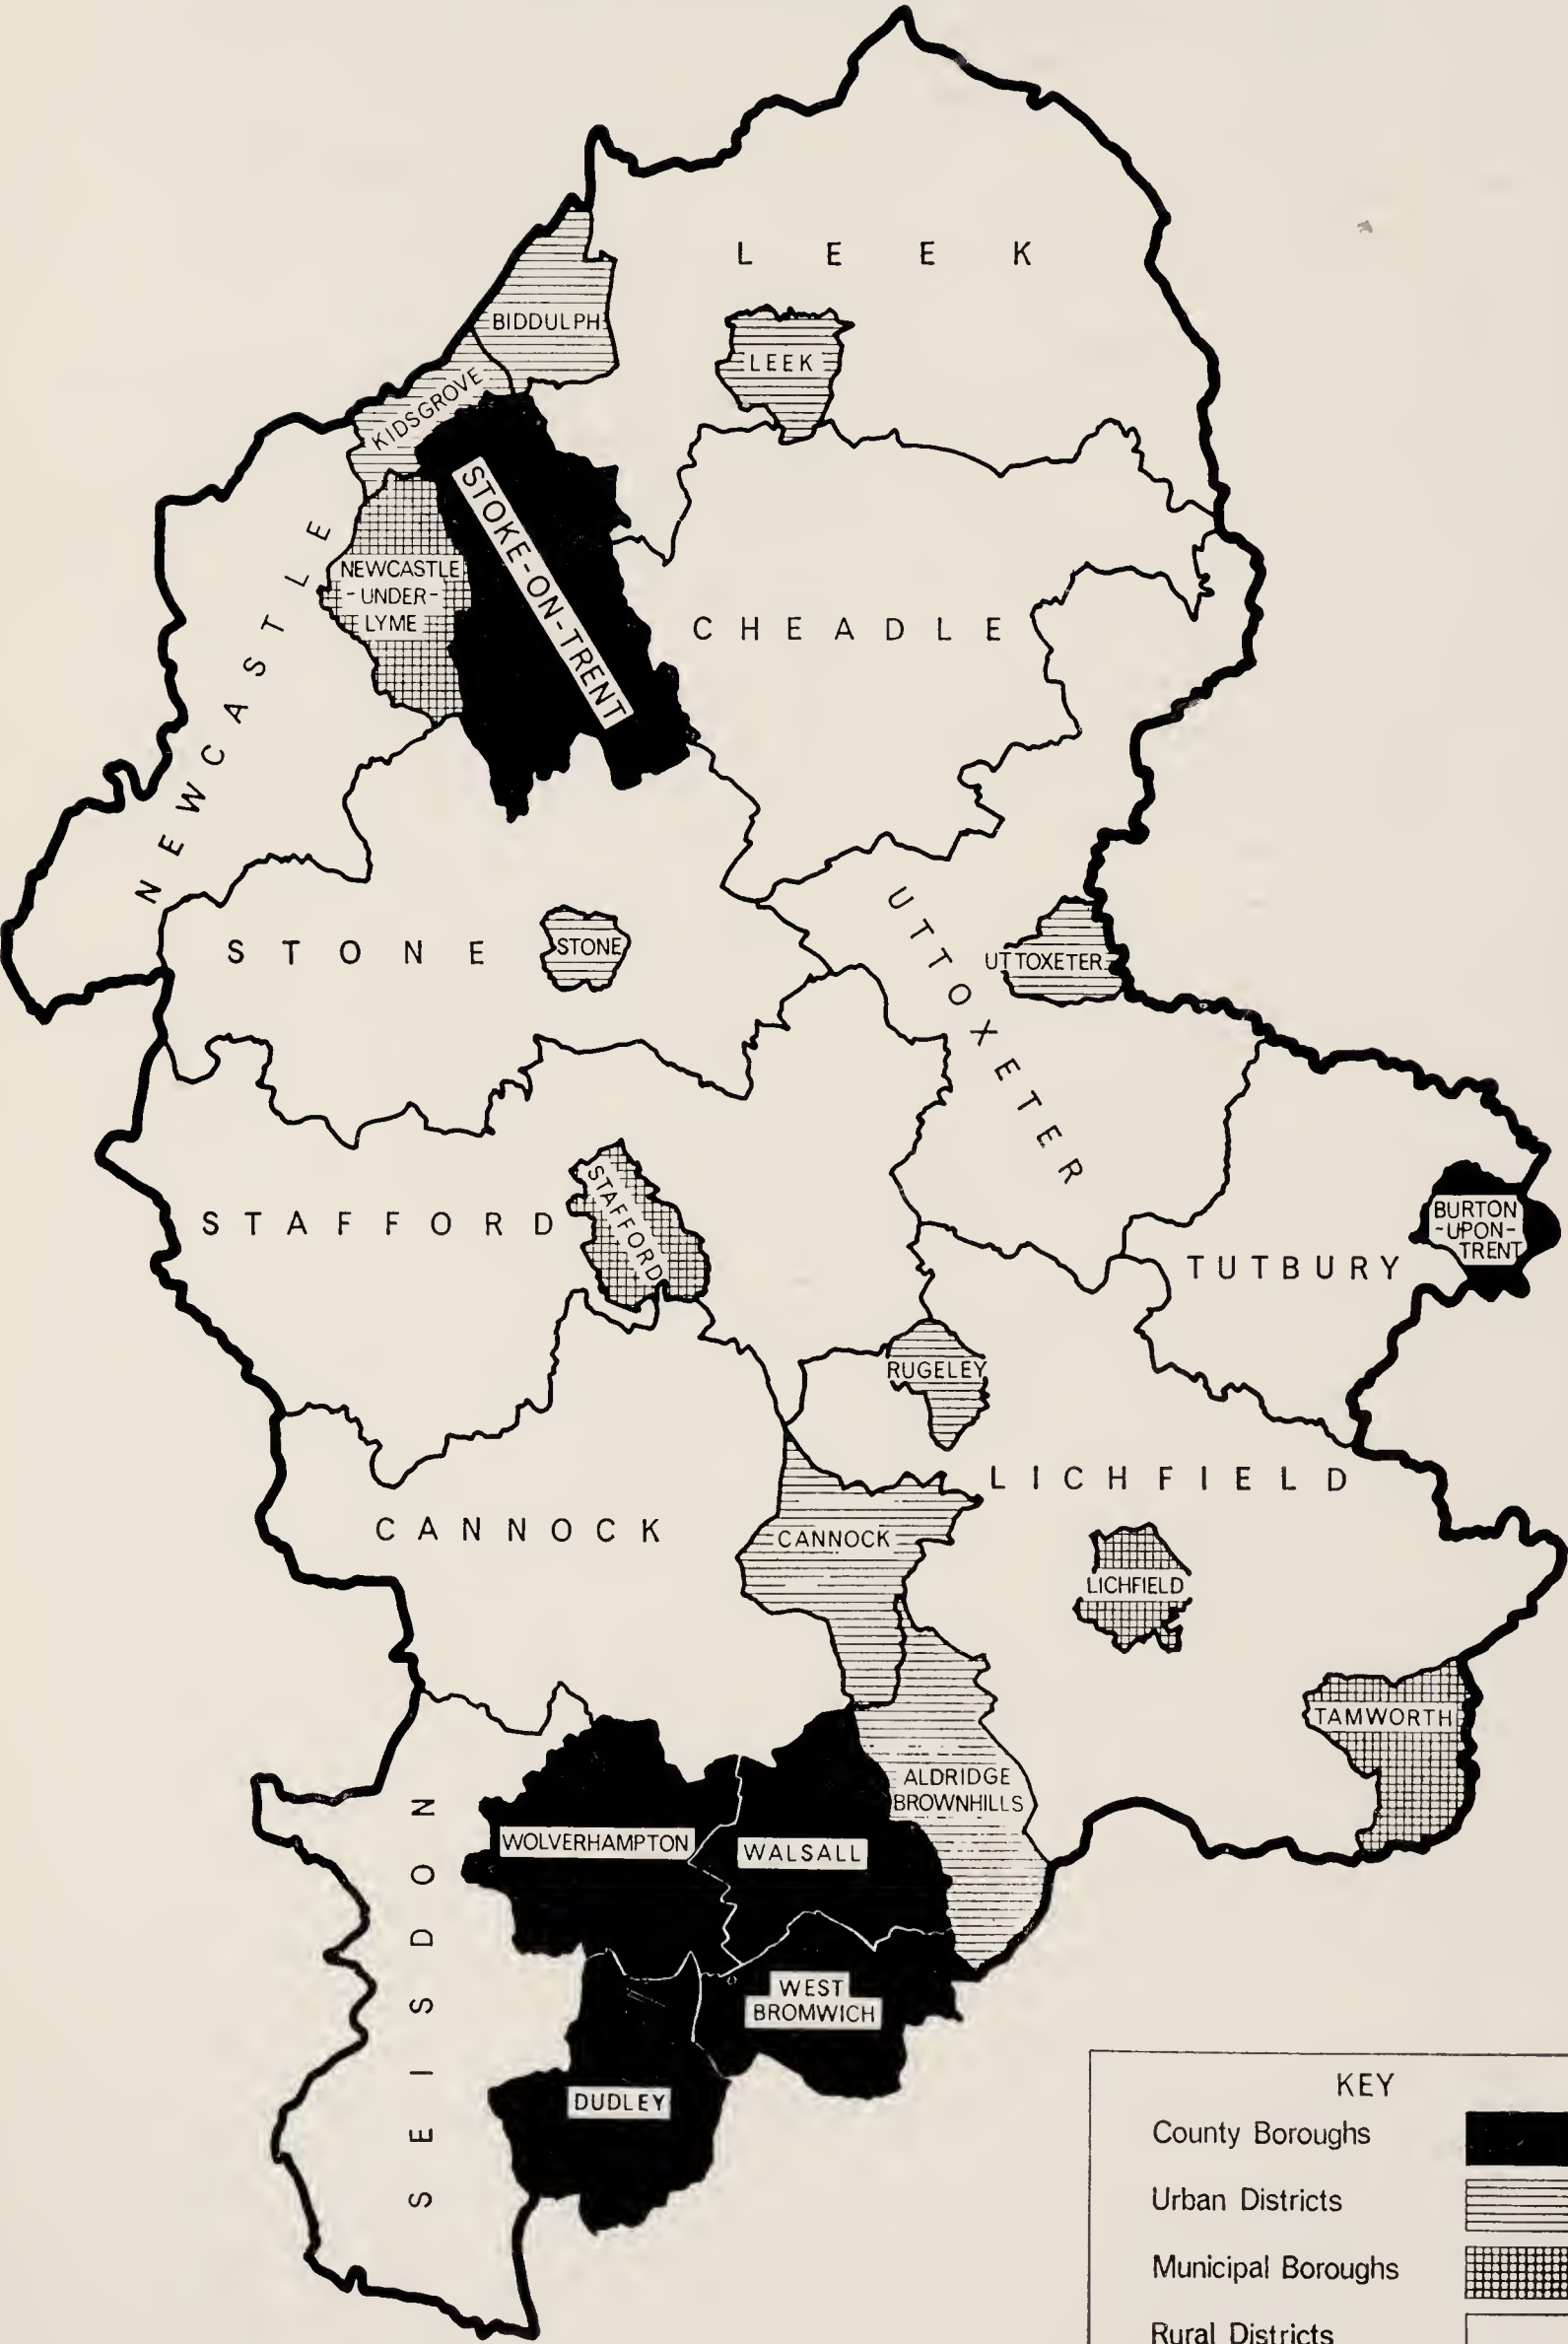 LEEK
BIDDULPH
LEEK
KIDSGROVE
STOKE-ON-TRENT
NEWCASTLE
NEWCASTLE
-UNDER-
LYME
CHEADLE
UTTOXETER
STONE
STONE
UTTOXETER
STAFFORD
STAFFORD
BURTON
-UPON-
TRENT
TUTBURY
RUGELEY
LICHFIELD
CANNOCK
CANNOCK
LICHFIELD
TAMWORTH
ALDRIDGE
BROWNHILLS
SEISDON
WOLVERHAMPTON
WALSALL
WEST
BROMWICH
DUDLEY
KEY
County Boroughs
Urban Districts
Municipal Boroughs
Rural Districts